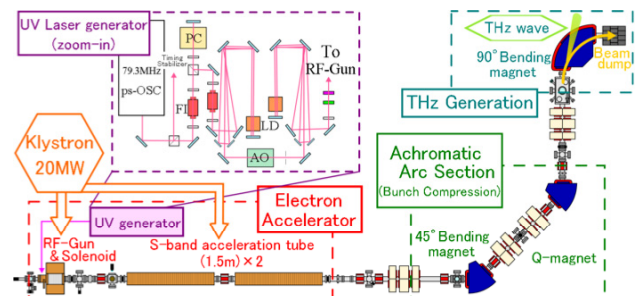 UV Laser generator
(zoom-in)
PC
Timing
Stabilizer
79.3MHz
ps-OSC
FI
LD
AO
To
RF-Gun
THz wave
90°Bending
magnet
Beam
dump
THz Generation
Klystron
20MW
Achromatic
Arc Section
(Bunch Compression)
Electron
Accelerator
UV generator
RF-Gun
&Solenoid
S-band acceleration tube
(1.5m)×2
45°Bending
magnet
Q-magnet